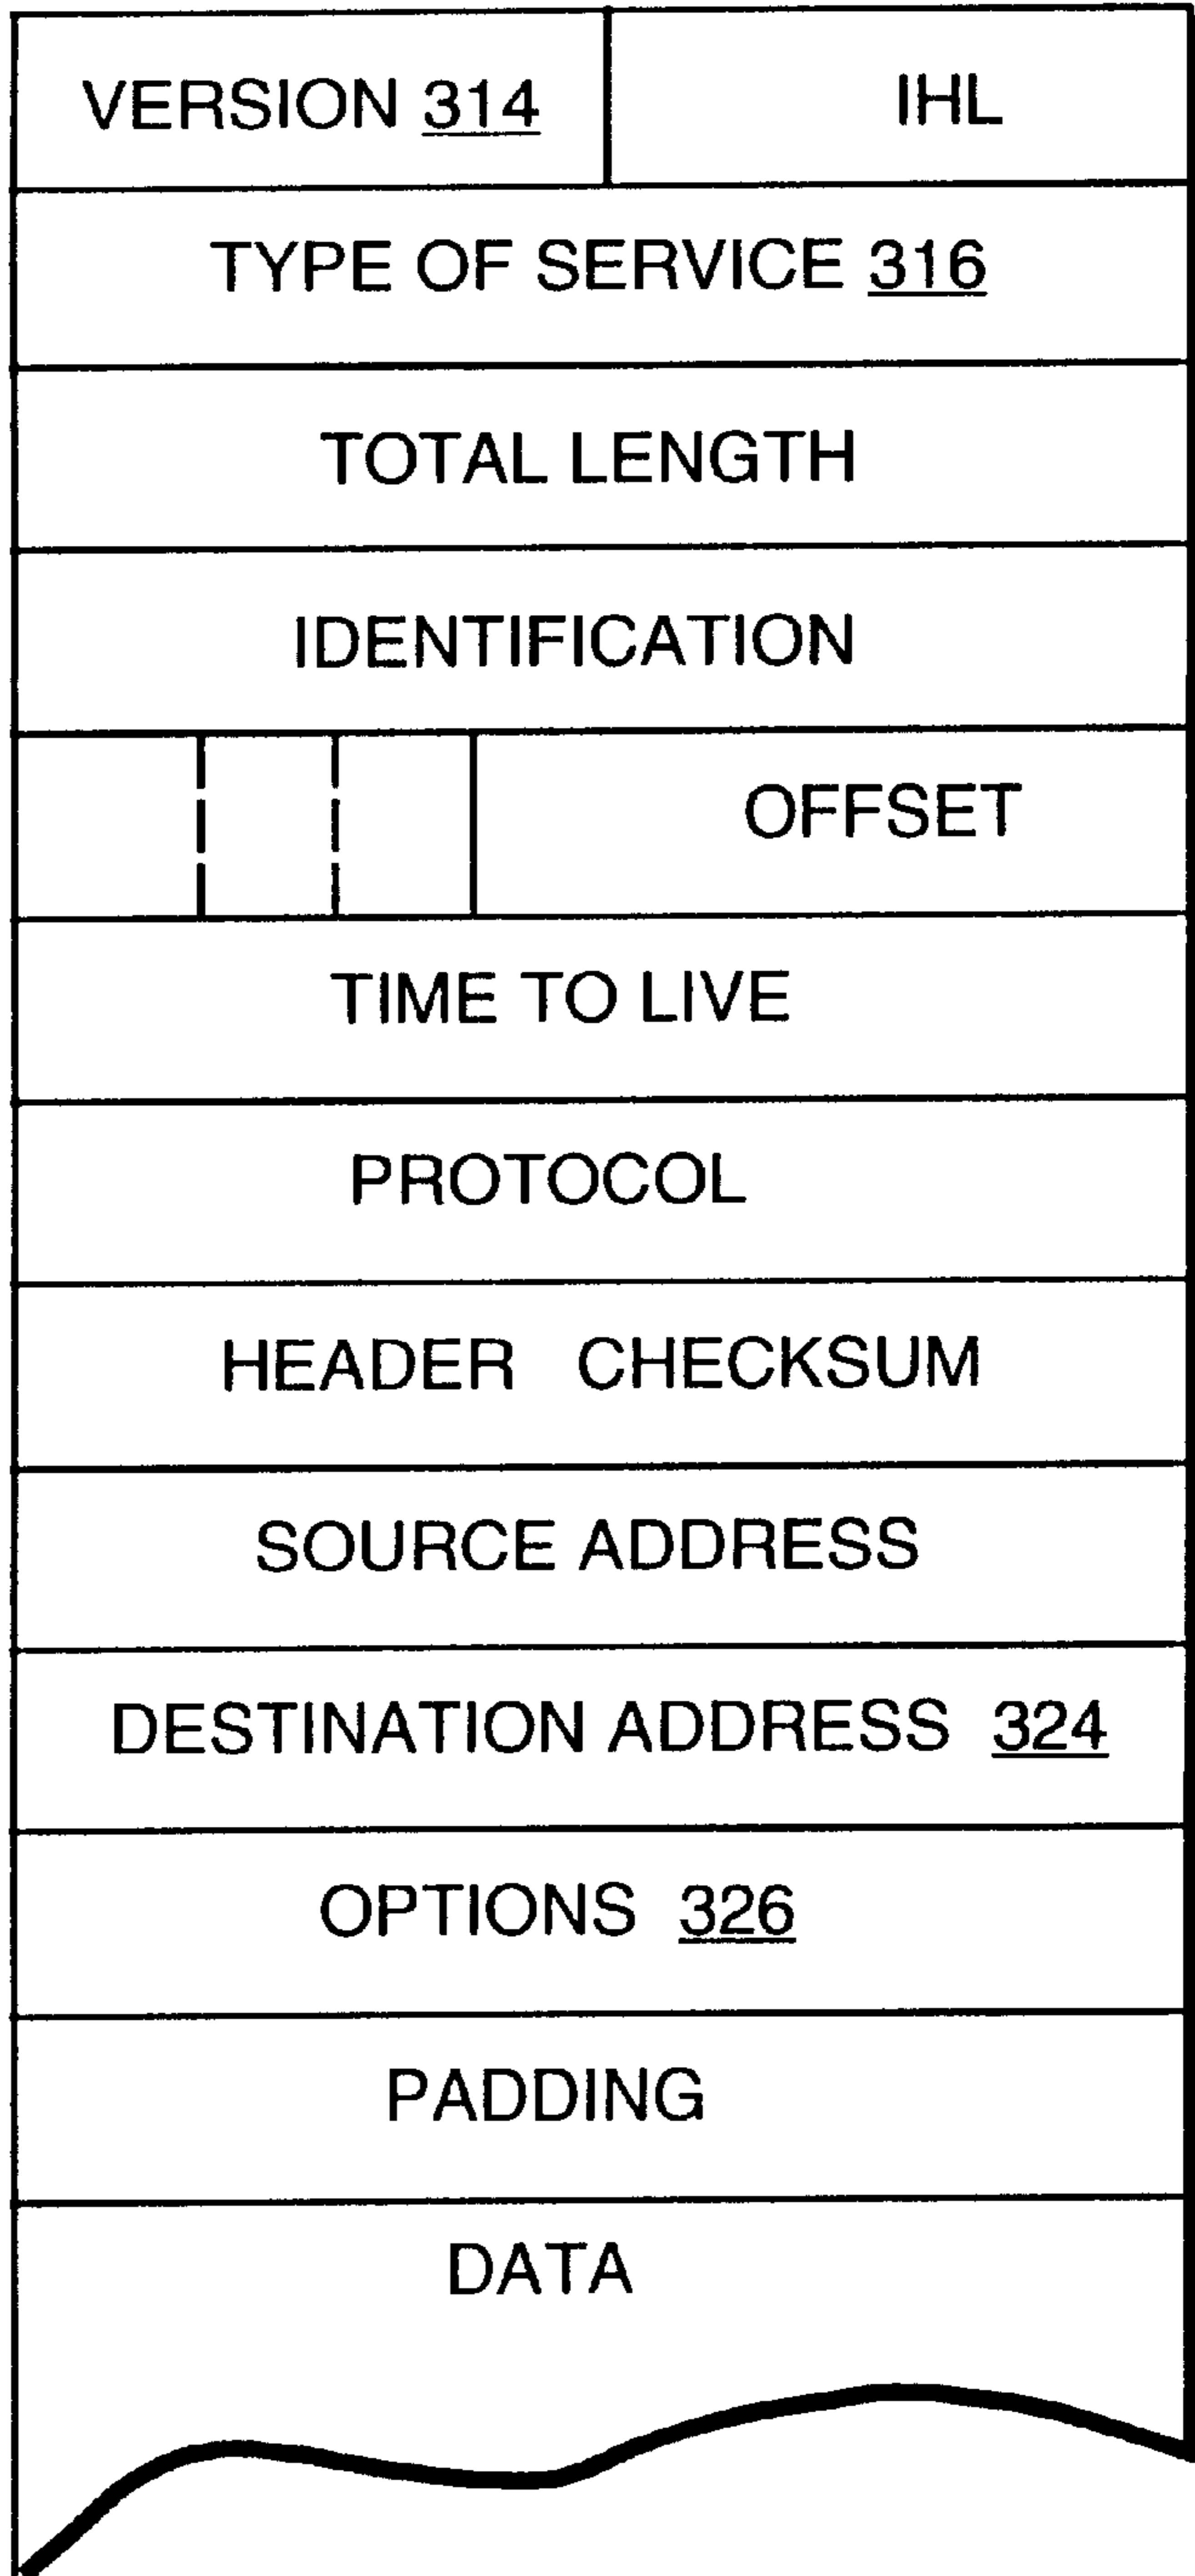 VERSION 314 IHL
TYPE OF SERVICE 316
TOTAL LENGTH
IDENTIFICATION
OFFSET
TIME TO LIVE
PROTOCOL
HEADER CHECKSUM
SOURCE ADDRESS
DESTINATION ADDRESS 324
OPTIONS 326
PADDING
DATA